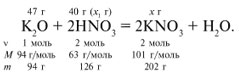 47 г 40 г (x₁ г) x г
K₂O + 2HNO₃ = 2KNO₃ + H₂O.
ν 1 моль 2 моль 2 моль
M 94 г/моль 63 г/моль 101 г/моль
m 94 г 126 г 202 г